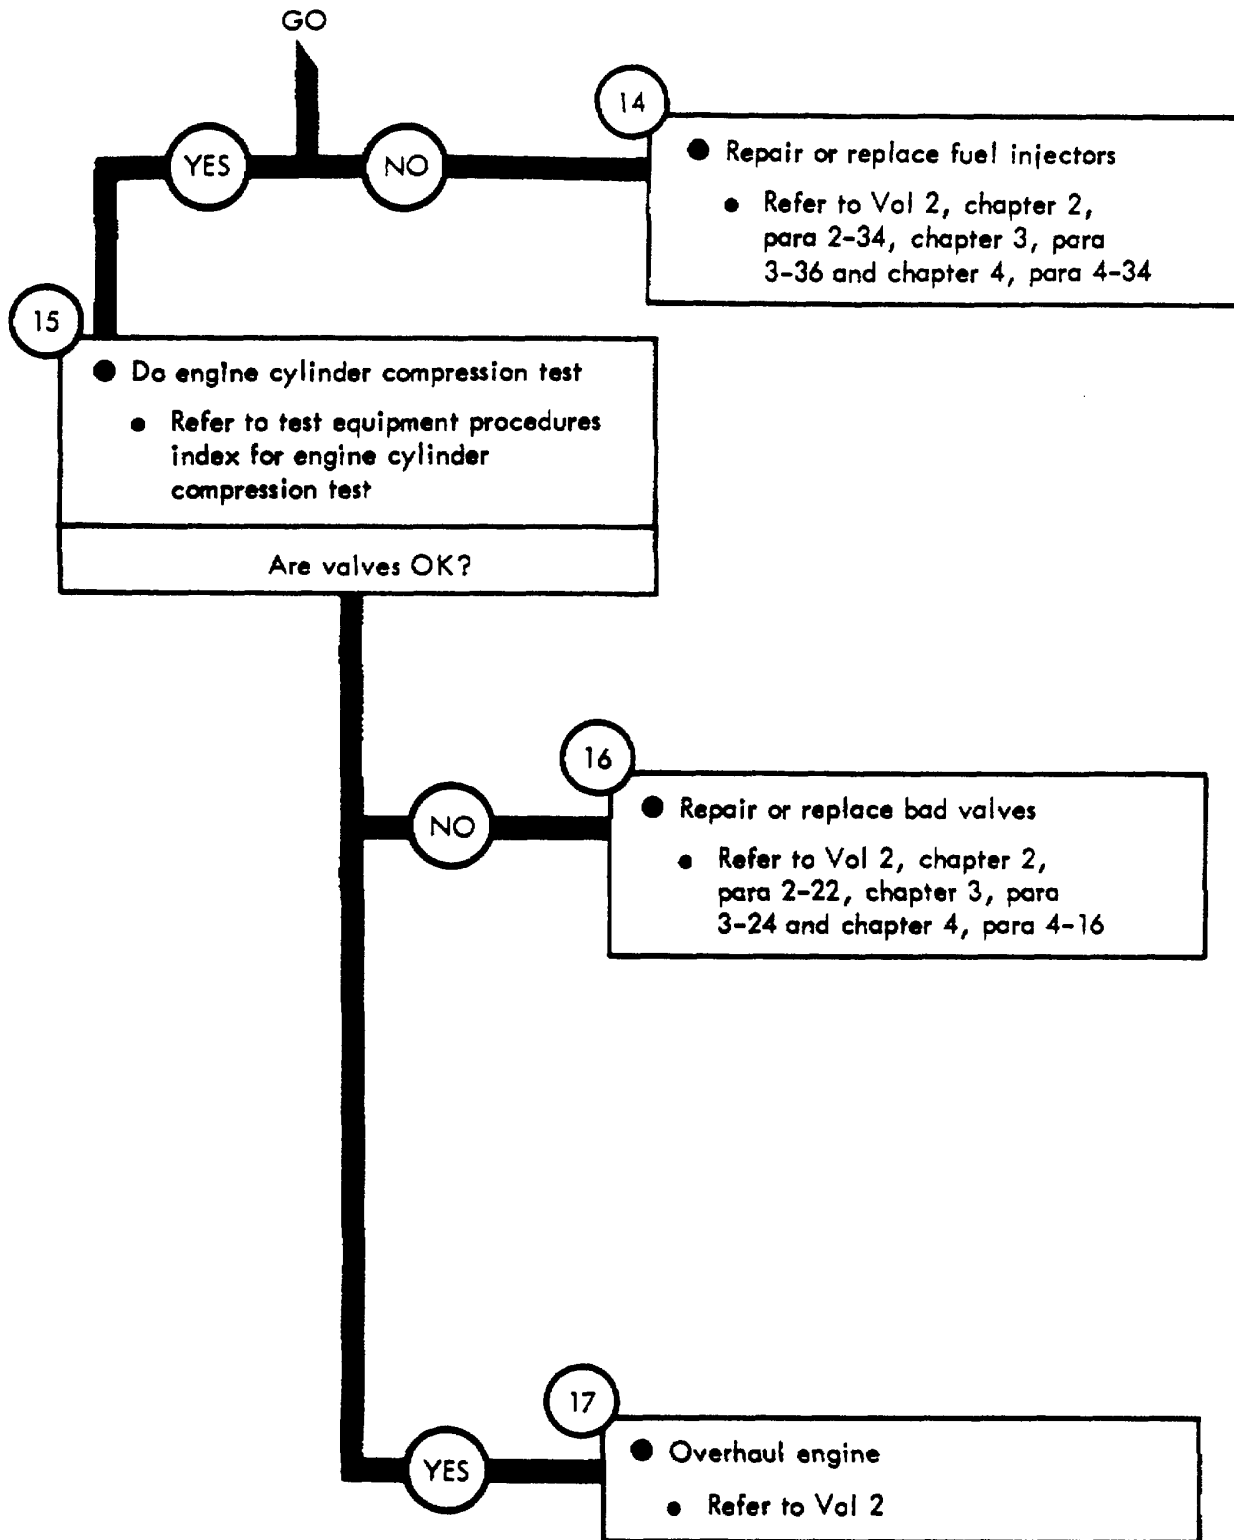 GO
YES
NO
14
● Repair or replace fuel injectors
● Refer to Vol 2, chapter 2,
para 2-34, chapter 3, para
3-36 and chapter 4, para 4-34
15
● Do engine cylinder compression test
● Refer to test equipment procedures
index for engine cylinder
compression test
Are valves OK?
NO
16
● Repair or replace bad valves
● Refer to Vol 2, chapter 2,
para 2-22, chapter 3, para
3-24 and chapter 4, para 4-16
YES
17
● Overhaul engine
● Refer to Vol 2